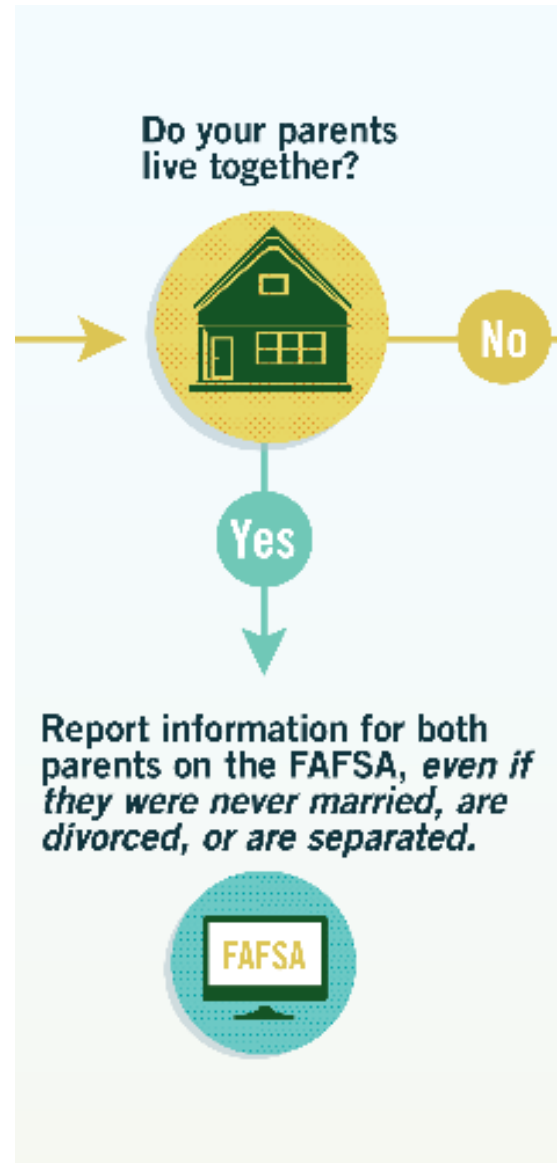 Do your parents
live together?
No
Yes
Report information for both
parents on the FAFSA, even if
they were never married, are
divorced, or are separated.
FAFSA